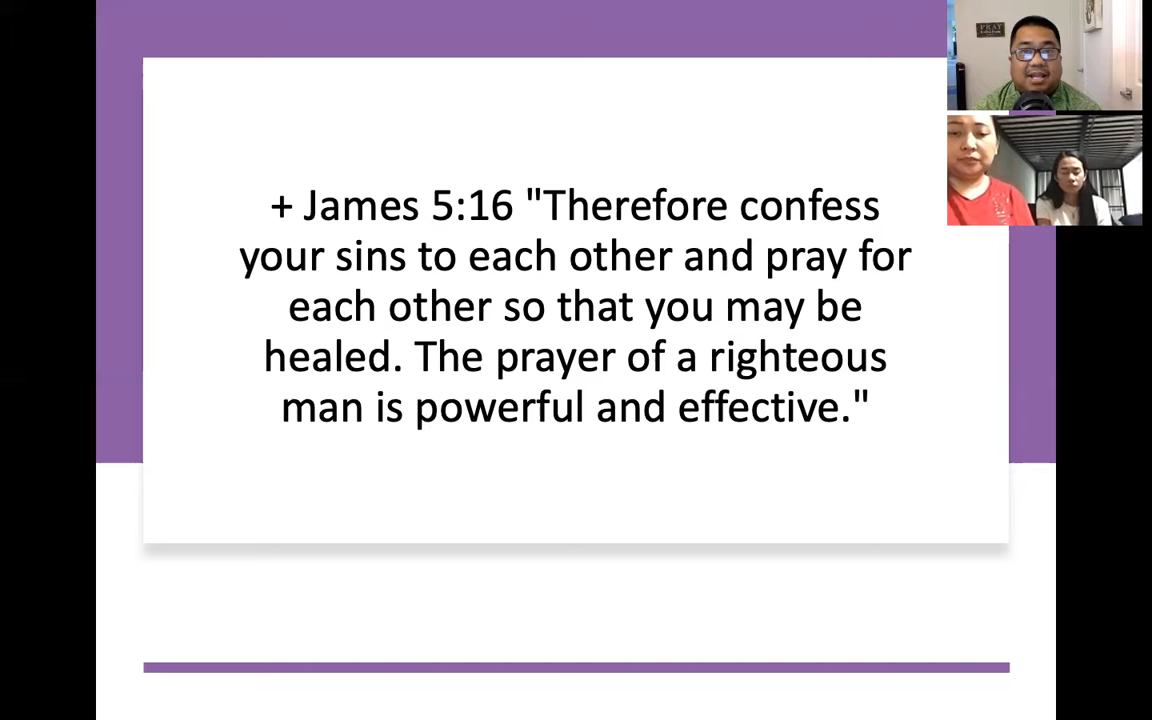 + James 5:16 "Therefore confess
your sins to each other and pray for
each other so that you may be
healed. The prayer of a righteous
man is powerful and effective."
PRAY